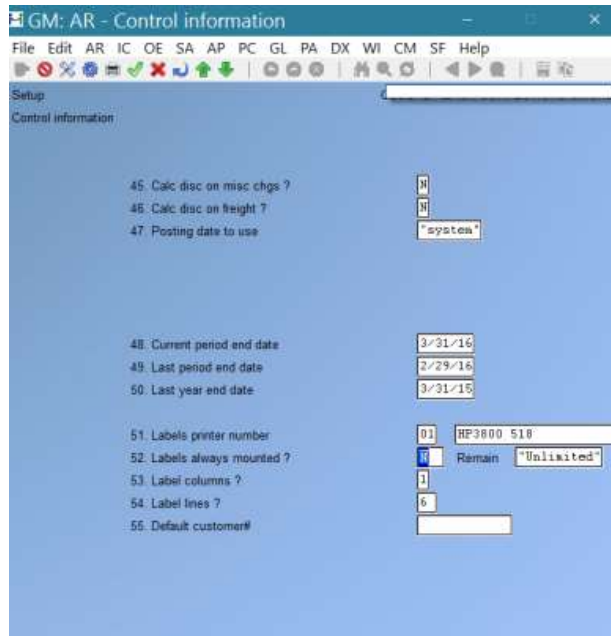 GM: AR - Control information
File Edit AR IC OE SA AP PC GL PA DX WI CM SF Help
Setup
Control information
45. Calc disc on misc chgs ? N
46. Calc disc on freight ? N
47. Posting date to use "system"
48. Current period end date 3/31/16
49. Last period end date 2/29/16
50. Last year end date 3/31/15
51. Labels printer number 01 HP3800 518
52. Labels always mounted ? N Remain "Unlimited"
53. Label columns ? 1
54. Label lines ? 6
55. Default customer#